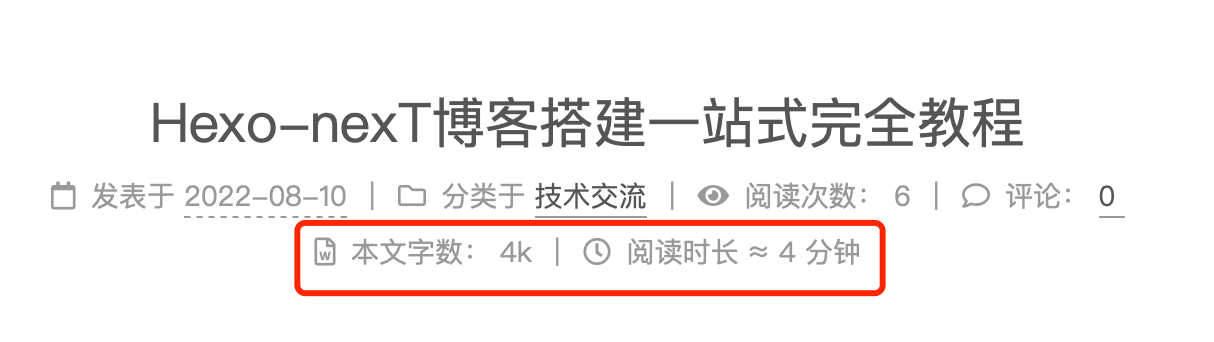 Hexo-nexT博客搭建一站式完全教程
发表于 2022-08-10 | 分类于 技术交流 | 阅读次数： 6 | 评论： 0
本文字数： 4k | 阅读时长 ≈ 4 分钟